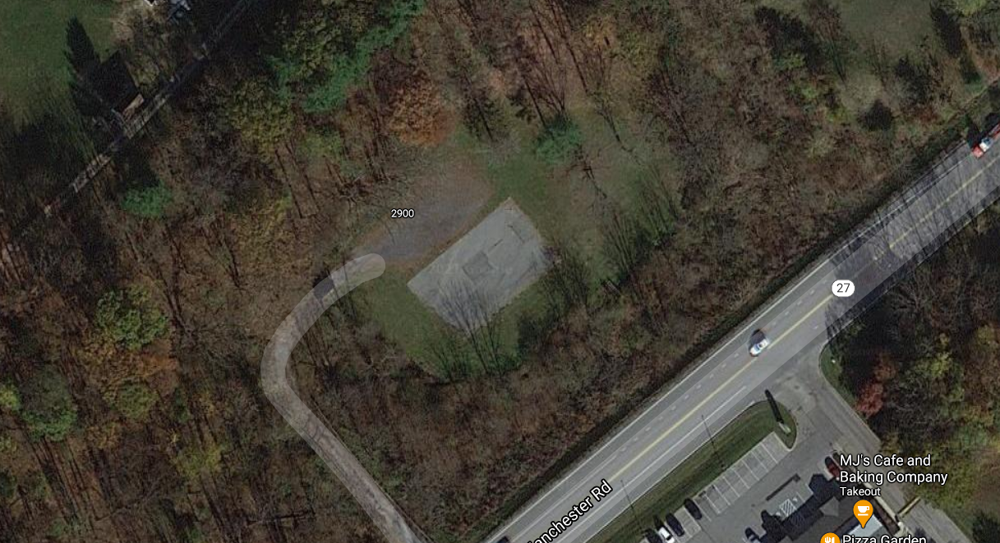 2900
27
anchester Rd
MJ's Cafe and
Baking Company
Takeout
Pizza Garden